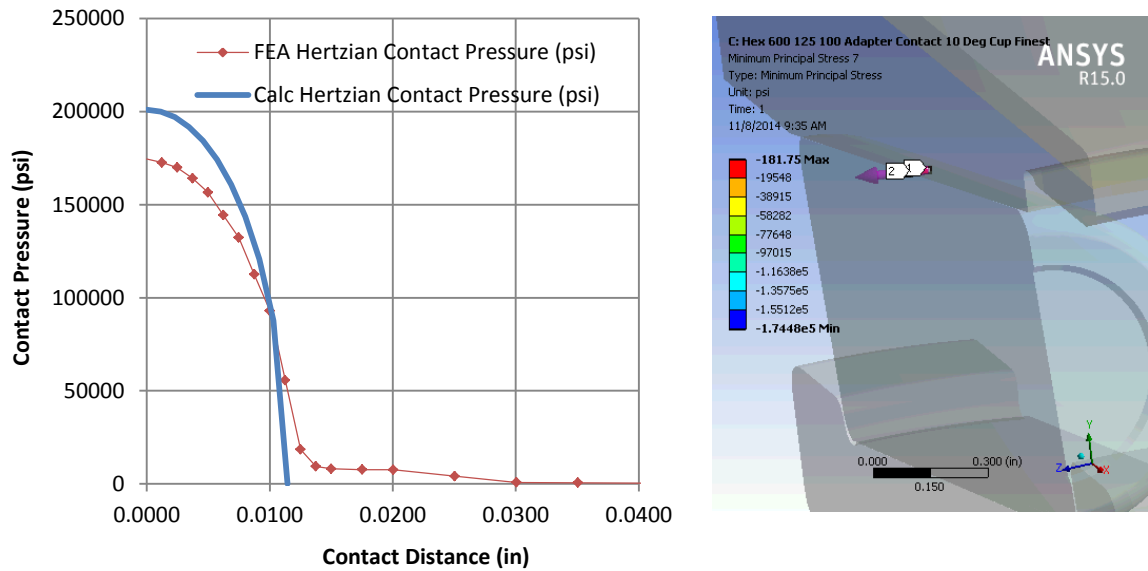 250000
200000
150000
100000
50000
0
Contact Pressure (psi)
FEA Hertzian Contact Pressure (psi)
Calc Hertzian Contact Pressure (psi)
0.0000
0.0100
0.0200
0.0300
0.0400
Contact Distance (in)
C: Hex 600 125 100 Adapter Contact 10 Deg Cup Finest
Minimum Principal Stress 7
Type: Minimum Principal Stress
Unit: psi
Time: 1
11/8/2014 9:35 AM
ANSYS
R15.0
-181.75 Max
-19548
-38915
-58282
-77648
-97015
-1.1638e5
-1.3575e5
-1.5512e5
-1.7448e5 Min
2
1
0.000
0.300 (in)
0.150
Y
Z
X